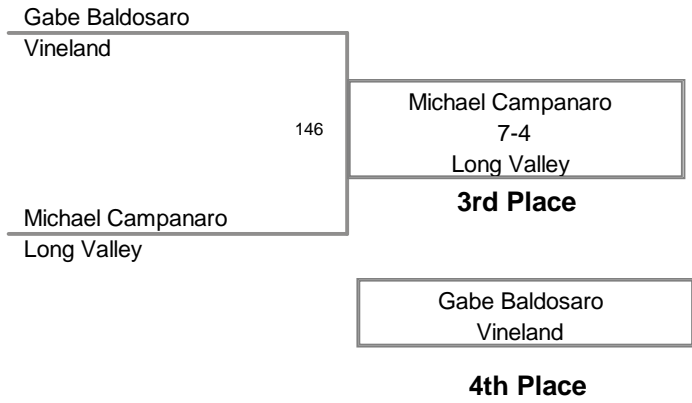 Gabe Baldosaro
Vineland
146
Michael Campanaro
7-4
Long Valley
3rd Place
Michael Campanaro
Long Valley
Gabe Baldosaro
Vineland
4th Place